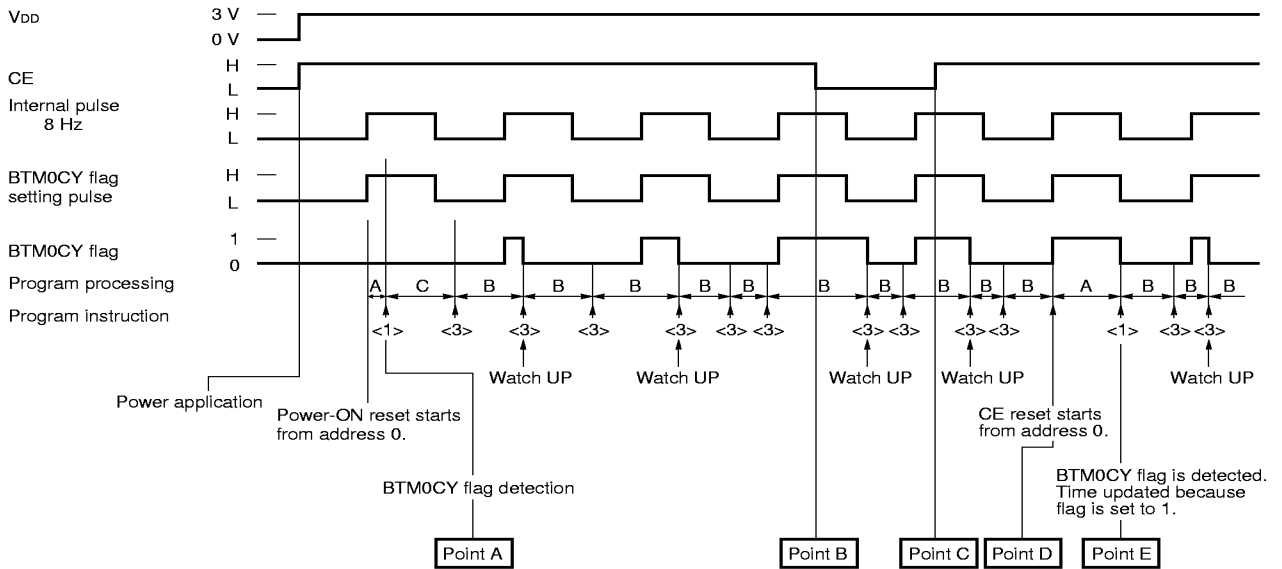 VDD
3 V
0 V
CE
H
L
Internal pulse
8 Hz
H
L
BTM0CY flag
setting pulse
H
L
BTM0CY flag
1
0
Program processing
A C B B B B B B B B B B B A B B B
Program instruction
<1> <3> <3> <3> <3> <3> <3> <3> <3> <3> <3> <1> <3> <3>
Watch UP Watch UP Watch UP Watch UP Watch UP
Power application
Power-ON reset starts
from address 0.
CE reset starts
from address 0.
BTM0CY flag detection
BTM0CY flag is detected.
Time updated because
flag is set to 1.
Point A Point B Point C Point D Point E